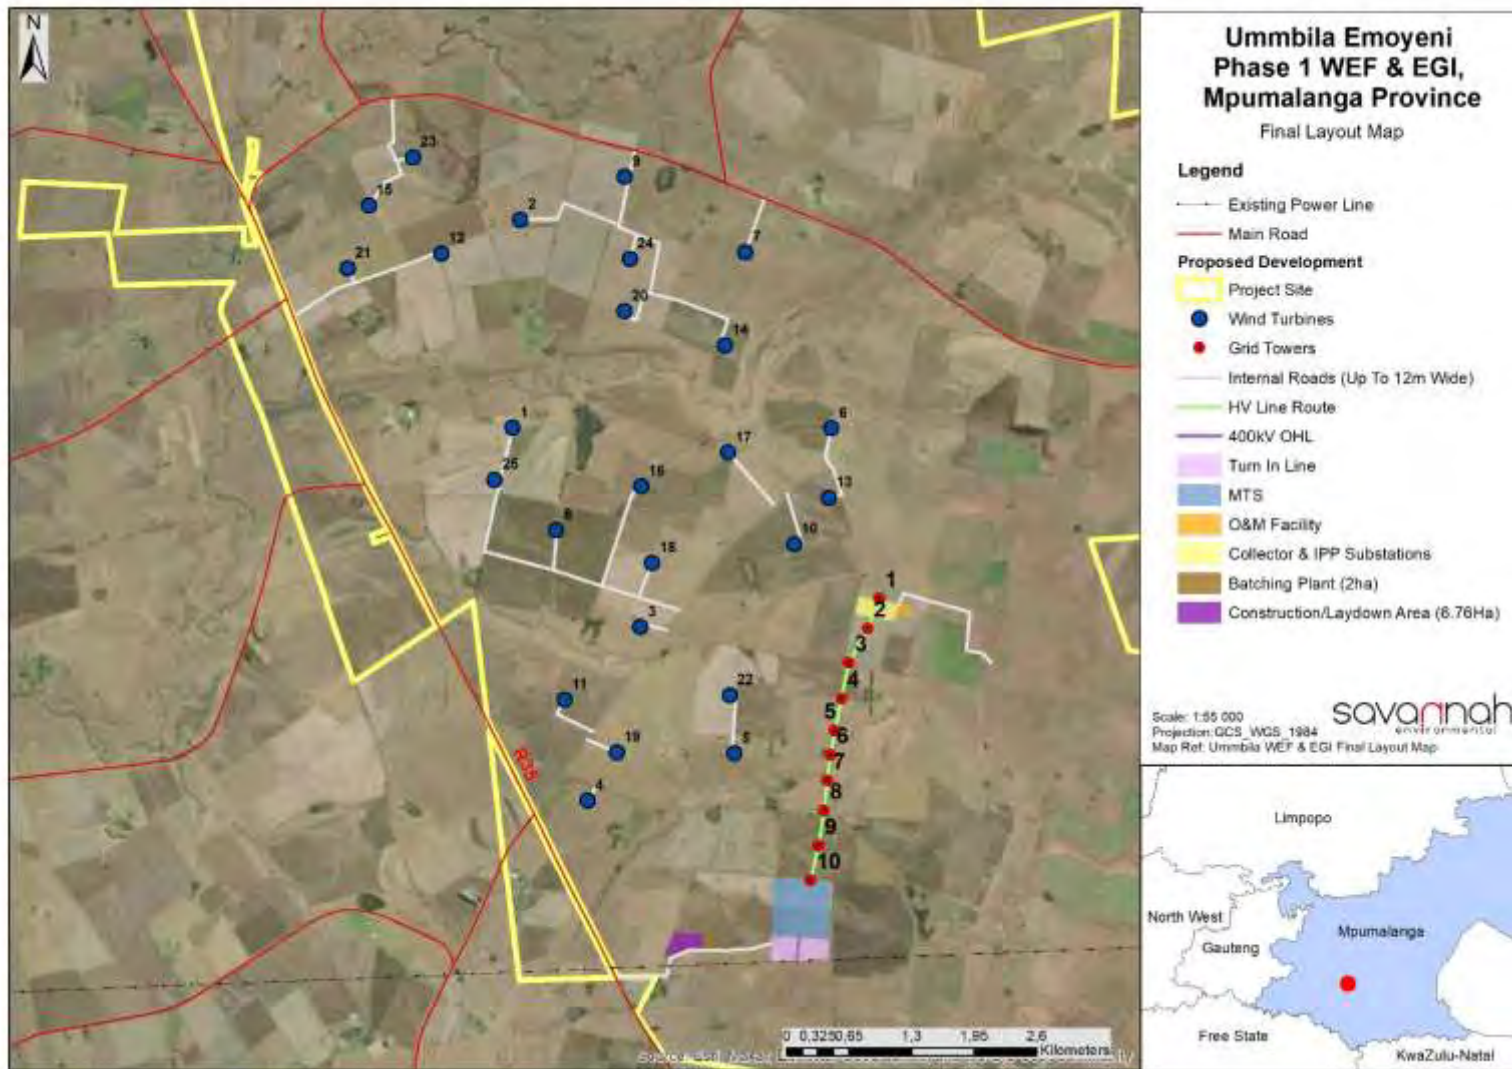 N
23
15
9
2
24
7
12
21
20
14
1
6
17
25
16
13
8
10
18
1
2
3
3
4
22
11
5
6
19
5
7
R35
8
4
9
10
0 0,325 0,65 1,3 1,95 2,6
Kilometers
Ummbila Emoyeni
Phase 1 WEF & EGI,
Mpumalanga Province
Final Layout Map
Legend
Existing Power Line
Main Road
Proposed Development
Project Site
Wind Turbines
Grid Towers
Internal Roads (Up To 12m Wide)
HV Line Route
400kV OHL
Turn In Line
MTS
O&M Facility
Collector & IPP Substations
Batching Plant (2ha)
Construction/Laydown Area (6.76Ha)
Scale: 1:55 000
Projection:GCS_WGS_1984
Map Ref: Ummbila WEF & EGI Final Layout Map
savannah
environmental
Limpopo
North West
Gauteng
Mpumalanga
Free State
KwaZulu-Natal